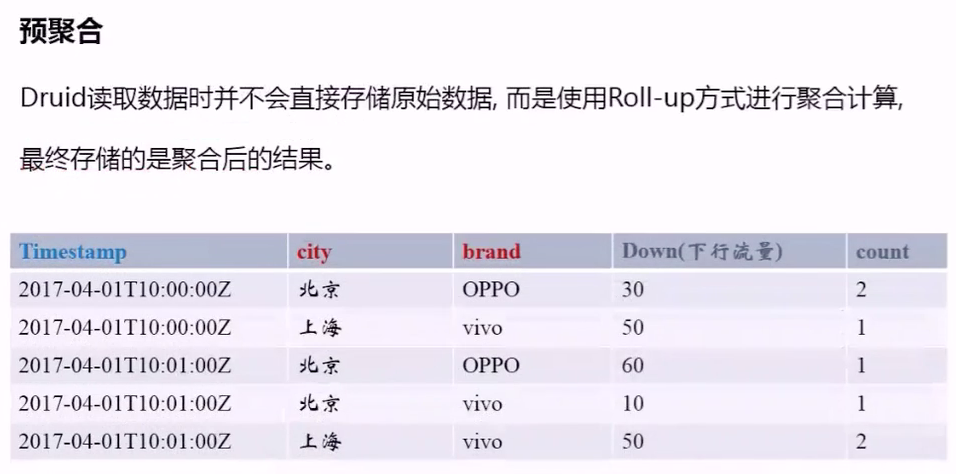 预聚合
Druid读取数据时并不会直接存储原始数据, 而是使用Roll-up方式进行聚合计算,
最终存储的是聚合后的结果。
Timestamp city brand Down(下行流量) count
2017-04-01T10:00:00Z 北京 OPPO 30 2
2017-04-01T10:00:00Z 上海 vivo 50 1
2017-04-01T10:01:00Z 北京 OPPO 60 1
2017-04-01T10:01:00Z 北京 vivo 10 1
2017-04-01T10:01:00Z 上海 vivo 50 2